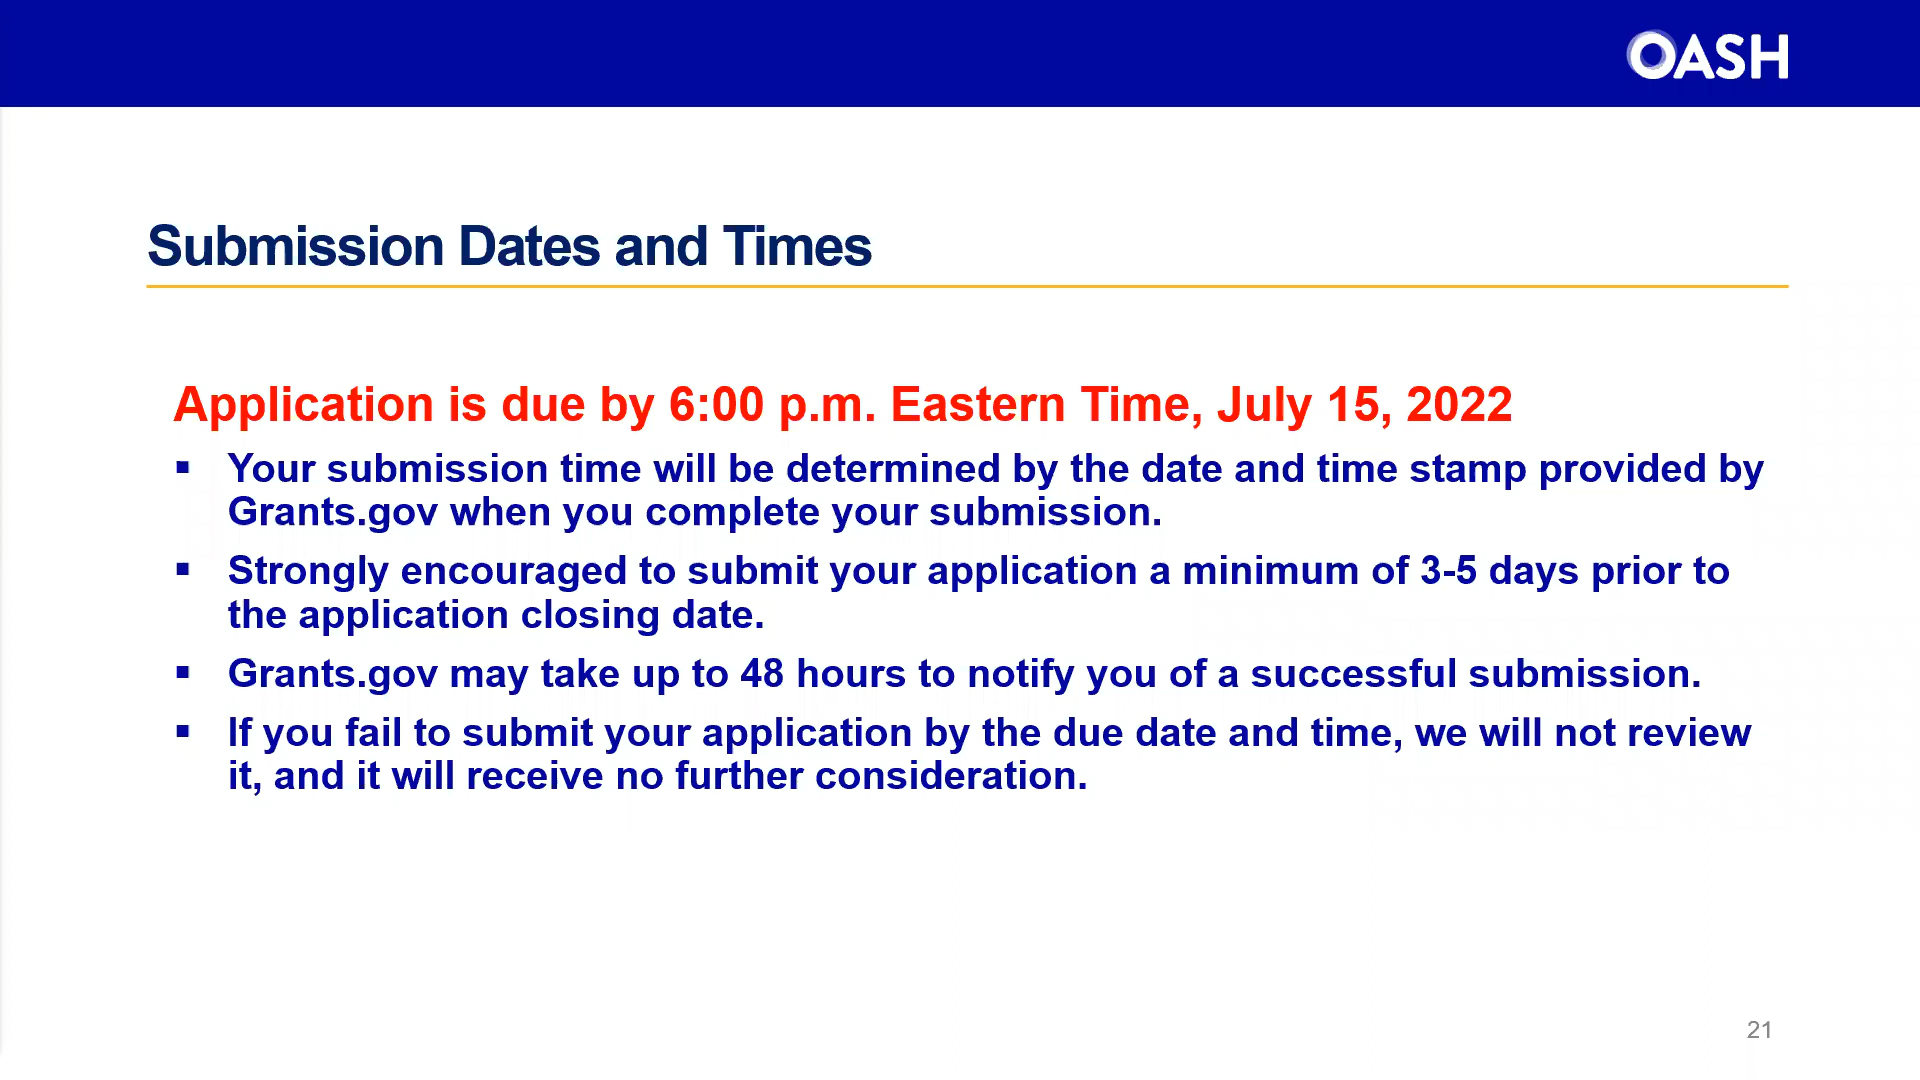 OASH
Submission Dates and Times
Application is due by 6:00 p.m. Eastern Time, July 15, 2022
▪ Your submission time will be determined by the date and time stamp provided by
Grants.gov when you complete your submission.
▪ Strongly encouraged to submit your application a minimum of 3-5 days prior to
the application closing date.
▪ Grants.gov may take up to 48 hours to notify you of a successful submission.
▪ If you fail to submit your application by the due date and time, we will not review
it, and it will receive no further consideration.
21